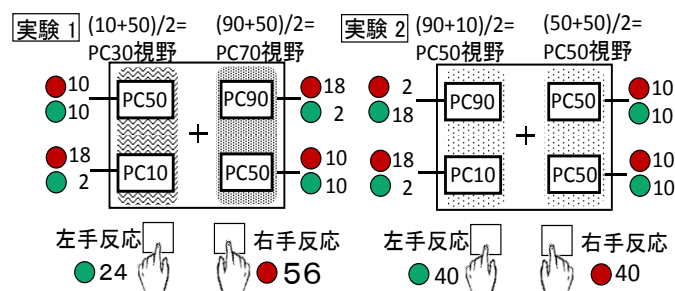 実験 1 (10+50)/2= (90+50)/2=
PC30視野 PC70視野
10 PC50 PC90 18
10 2
18 PC10 PC50 10
2 10
+
左手反応 右手反応
24 56
実験 2 (90+10)/2= (50+50)/2=
PC50視野 PC50視野
2 PC90 PC50 10
18 10
18 PC10 PC50 10
2 10
+
左手反応 右手反応
40 40